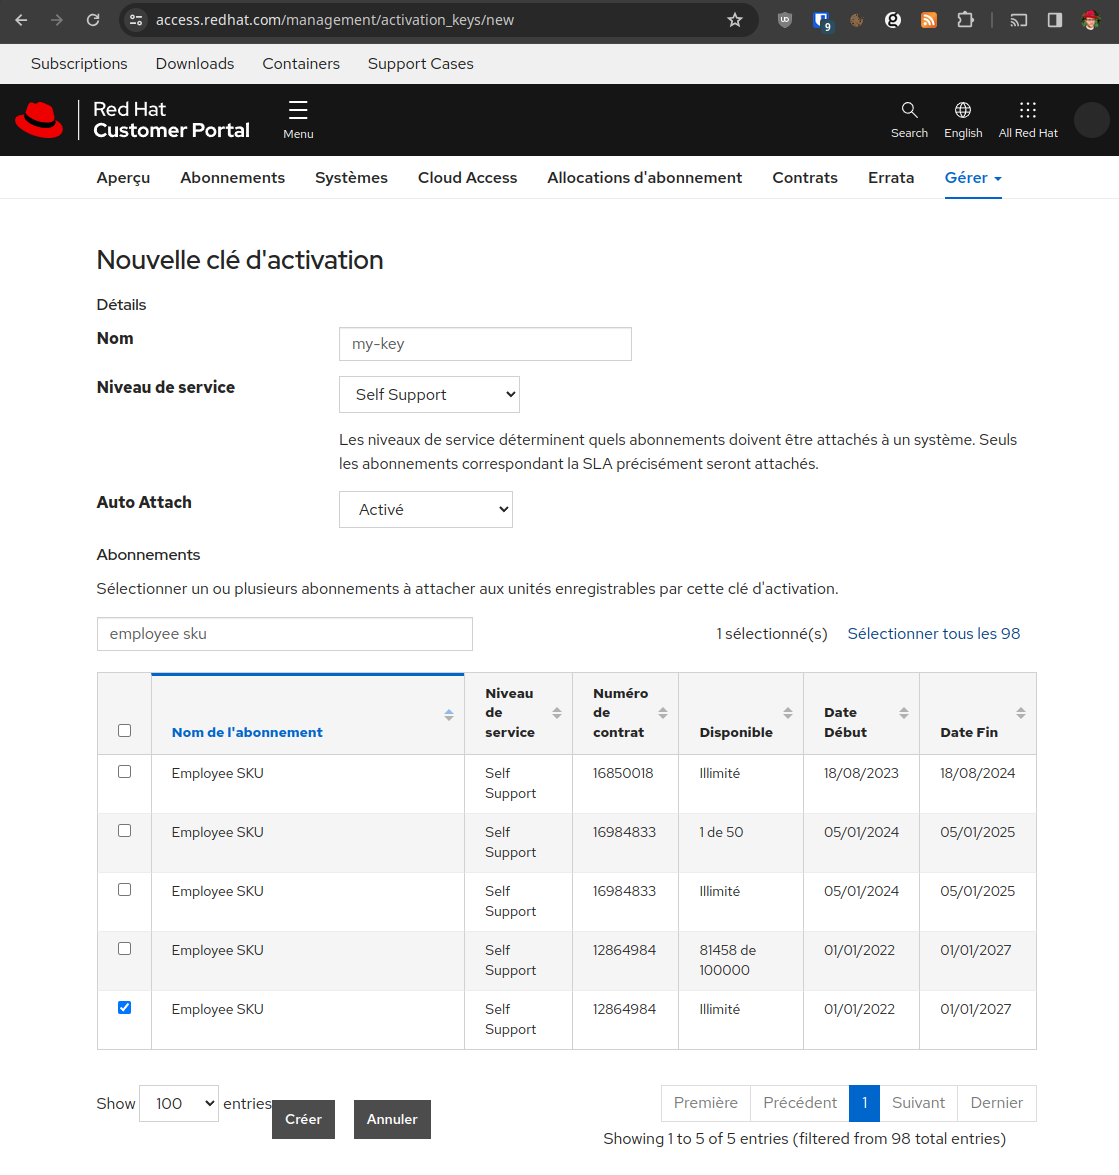 access.redhat.com/management/activation_keys/new
9
Subscriptions Downloads Containers Support Cases
Red Hat
Customer Portal
Menu
Search English All Red Hat
Aperçu Abonnements Systèmes Cloud Access Allocations d'abonnement Contrats Errata Gérer
Nouvelle clé d'activation
Détails
Nom my-key
Niveau de service Self Support
Les niveaux de service déterminent quels abonnements doivent être attachés à un système. Seuls
les abonnements correspondant la SLA précisément seront attachés.
Auto Attach Activé
Abonnements
Sélectionner un ou plusieurs abonnements à attacher aux unités enregistrables par cette clé d'activation.
employee sku 1 sélectionné(s) Sélectionner tous les 98
Nom de l'abonnement Niveau de service Numéro de contrat Disponible Date Début Date Fin
Employee SKU Self Support 16850018 Illimité 18/08/2023 18/08/2024
Employee SKU Self Support 16984833 1 de 50 05/01/2024 05/01/2025
Employee SKU Self Support 16984833 Illimité 05/01/2024 05/01/2025
Employee SKU Self Support 12864984 81458 de 100000 01/01/2022 01/01/2027
Employee SKU Self Support 12864984 Illimité 01/01/2022 01/01/2027
Show 100 entries Créer Annuler Première Précédent 1 Suivant Dernier
Showing 1 to 5 of 5 entries (filtered from 98 total entries)